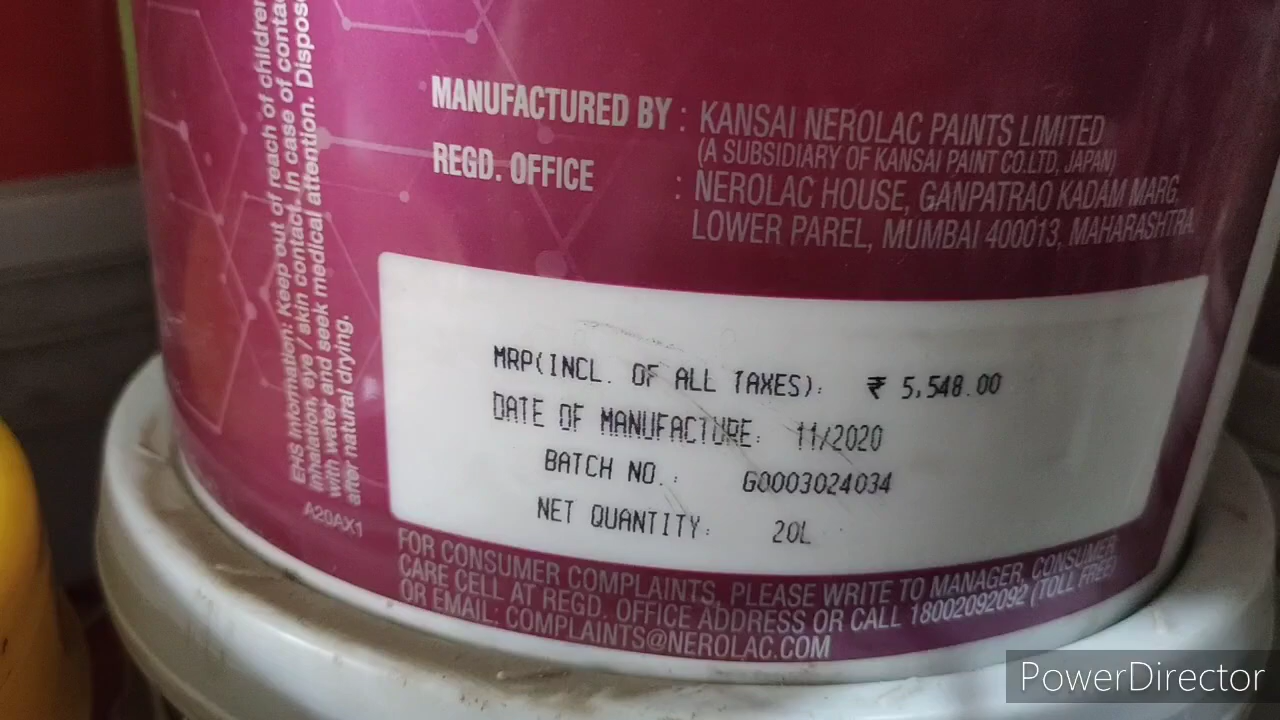 EHS Information: Keep out of reach of children
inhalation, eye / skin contact. In case of contac
with water and seek medical attention. Dispos
after natural drying.
A20AX1
MANUFACTURED BY : KANSAI NEROLAC PAINTS LIMITED
(A SUBSIDIARY OF KANSAI PAINT CO.LTD, JAPAN)
REGD. OFFICE : NEROLAC HOUSE, GANPATRAO KADAM MARG,
LOWER PAREL, MUMBAI 400013, MAHARASHTRA.
MRP(INCL. OF ALL TAXES): ₹ 5,548.00
DATE OF MANUFACTURE: 11/2020
BATCH NO.: G0003024034
NET QUANTITY: 20L
FOR CONSUMER COMPLAINTS, PLEASE WRITE TO MANAGER, CONSUMER
CARE CELL AT REGD. OFFICE ADDRESS OR CALL 18002092092 (TOLL FREE)
OR EMAIL: COMPLAINTS@NEROLAC.COM
PowerDirector